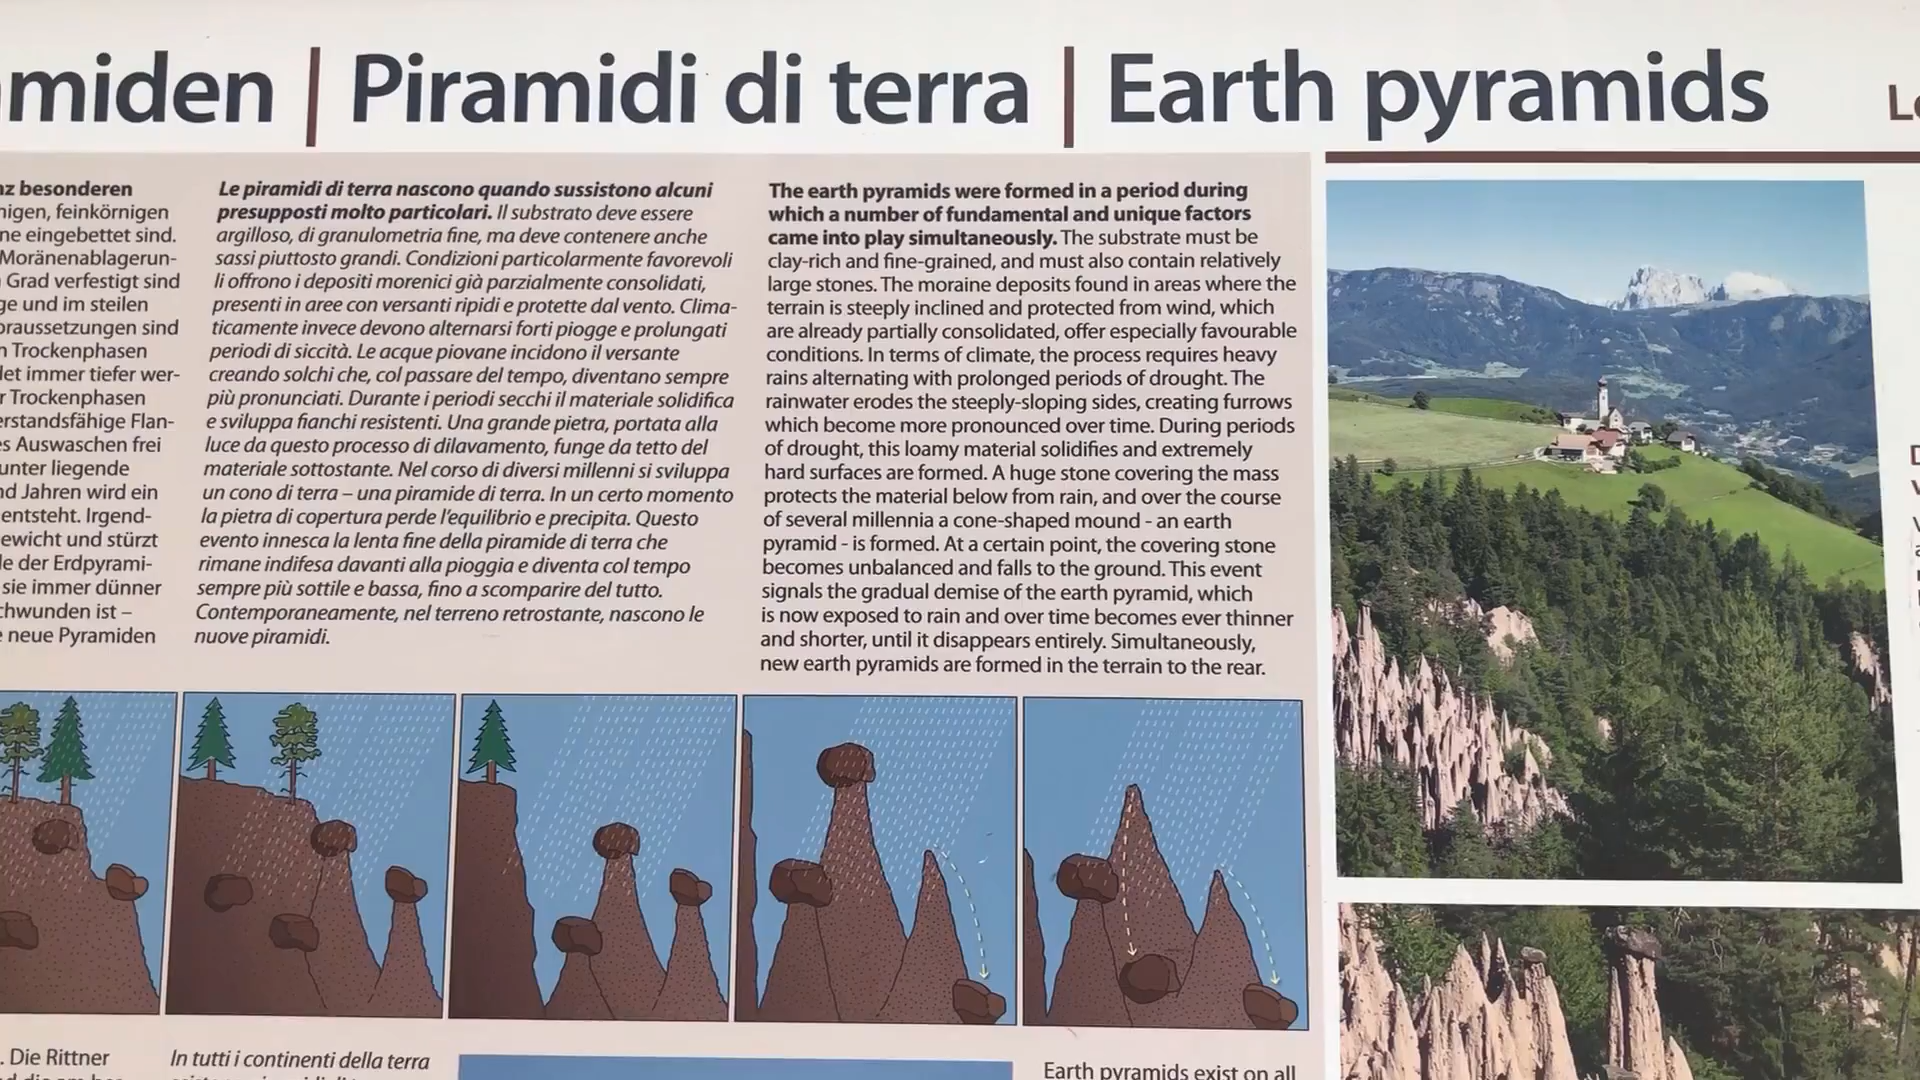 amiden | Piramidi di terra | Earth pyramids
nz besonderen
nigen, feinkörnigen
ne eingebettet sind.
Moränenablagerun-
Grad verfestigt sind
ge und im steilen
oraussetzungen sind
n Trockenphasen
det immer tiefer wer-
r Trockenphasen
erstandsfähige Flan-
es Auswaschen frei
unter liegende
nd Jahren wird ein
entsteht. Irgend-
ewicht und stürzt
de der Erdpyrami-
sie immer dünner
chwunden ist –
e neue Pyramiden
Le piramidi di terra nascono quando sussistono alcuni
presupposti molto particolari. Il substrato deve essere
argilloso, di granulometria fine, ma deve contenere anche
sassi piuttosto grandi. Condizioni particolarmente favorevoli
li offrono i depositi morenici già parzialmente consolidati,
presenti in aree con versanti ripidi e protette dal vento. Clima-
ticamente invece devono alternarsi forti piogge e prolungati
periodi di siccità. Le acque piovane incidono il versante
creando solchi che, col passare del tempo, diventano sempre
più pronunciati. Durante i periodi secchi il materiale solidifica
e sviluppa fianchi resistenti. Una grande pietra, portata alla
luce da questo processo di dilavamento, funge da tetto del
materiale sottostante. Nel corso di diversi millenni si sviluppa
un cono di terra – una piramide di terra. In un certo momento
la pietra di copertura perde l'equilibrio e precipita. Questo
evento innesca la lenta fine della piramide di terra che
rimane indifesa davanti alla pioggia e diventa col tempo
sempre più sottile e bassa, fino a scomparire del tutto.
Contemporaneamente, nel terreno retrostante, nascono le
nuove piramidi.
The earth pyramids were formed in a period during
which a number of fundamental and unique factors
came into play simultaneously. The substrate must be
clay-rich and fine-grained, and must also contain relatively
large stones. The moraine deposits found in areas where the
terrain is steeply inclined and protected from wind, which
are already partially consolidated, offer especially favourable
conditions. In terms of climate, the process requires heavy
rains alternating with prolonged periods of drought. The
rainwater erodes the steeply-sloping sides, creating furrows
which become more pronounced over time. During periods
of drought, this loamy material solidifies and extremely
hard surfaces are formed. A huge stone covering the mass
protects the material below from rain, and over the course
of several millennia a cone-shaped mound - an earth
pyramid - is formed. At a certain point, the covering stone
becomes unbalanced and falls to the ground. This event
signals the gradual demise of the earth pyramid, which
is now exposed to rain and over time becomes ever thinner
and shorter, until it disappears entirely. Simultaneously,
new earth pyramids are formed in the terrain to the rear.
. Die Rittner
In tutti i continenti della terra
Earth pyramids exist on all